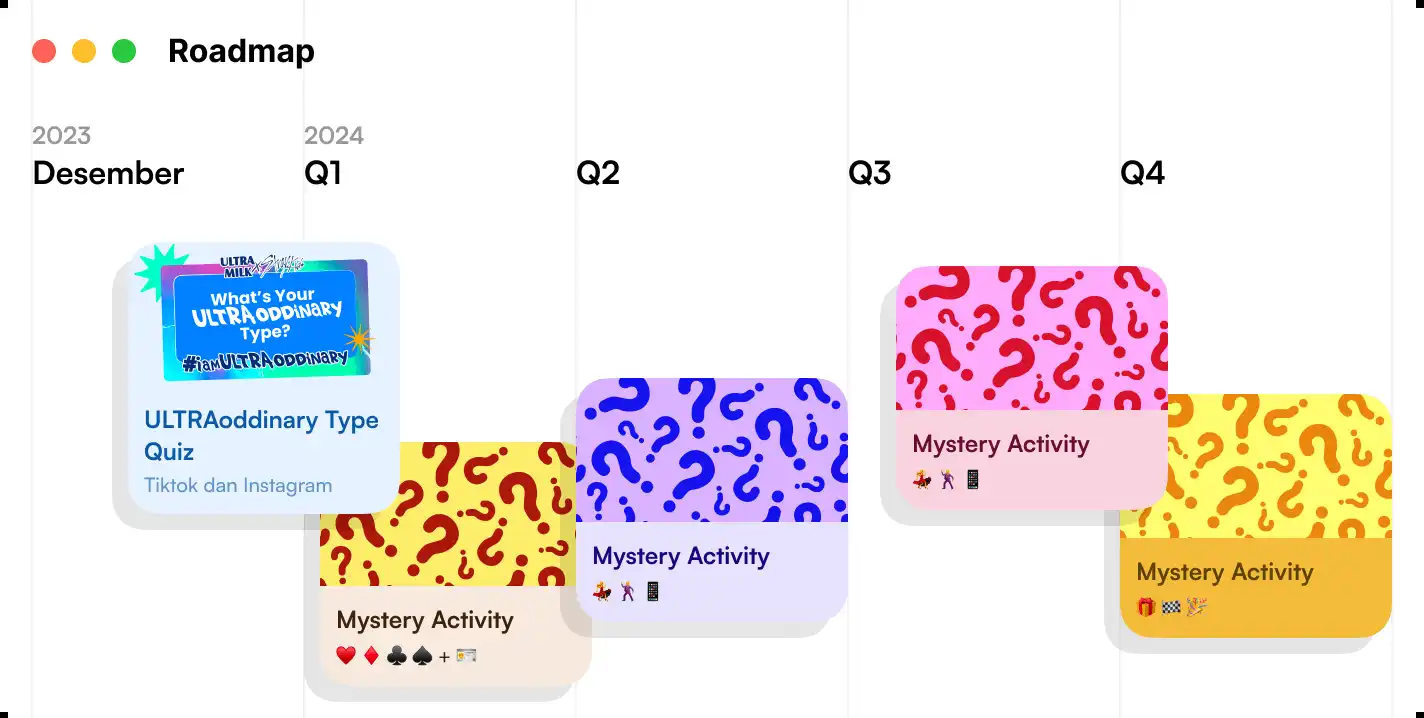 Roadmap
2023
Desember
2024
Q1
Q2
Q3
Q4
ULTRA
MILK
What's Your
ULTRAODDiNARY
Type?
#iamULTRAODDiNARY
ULTRAoddinary Type
Quiz
Tiktok dan Instagram
Mystery Activity
♥️ ♦️ ♣️ ♠️ + 🪪
Mystery Activity
💃 🕺 📱
Mystery Activity
💃 🕺 📱
Mystery Activity
🎁 🏁 🎉